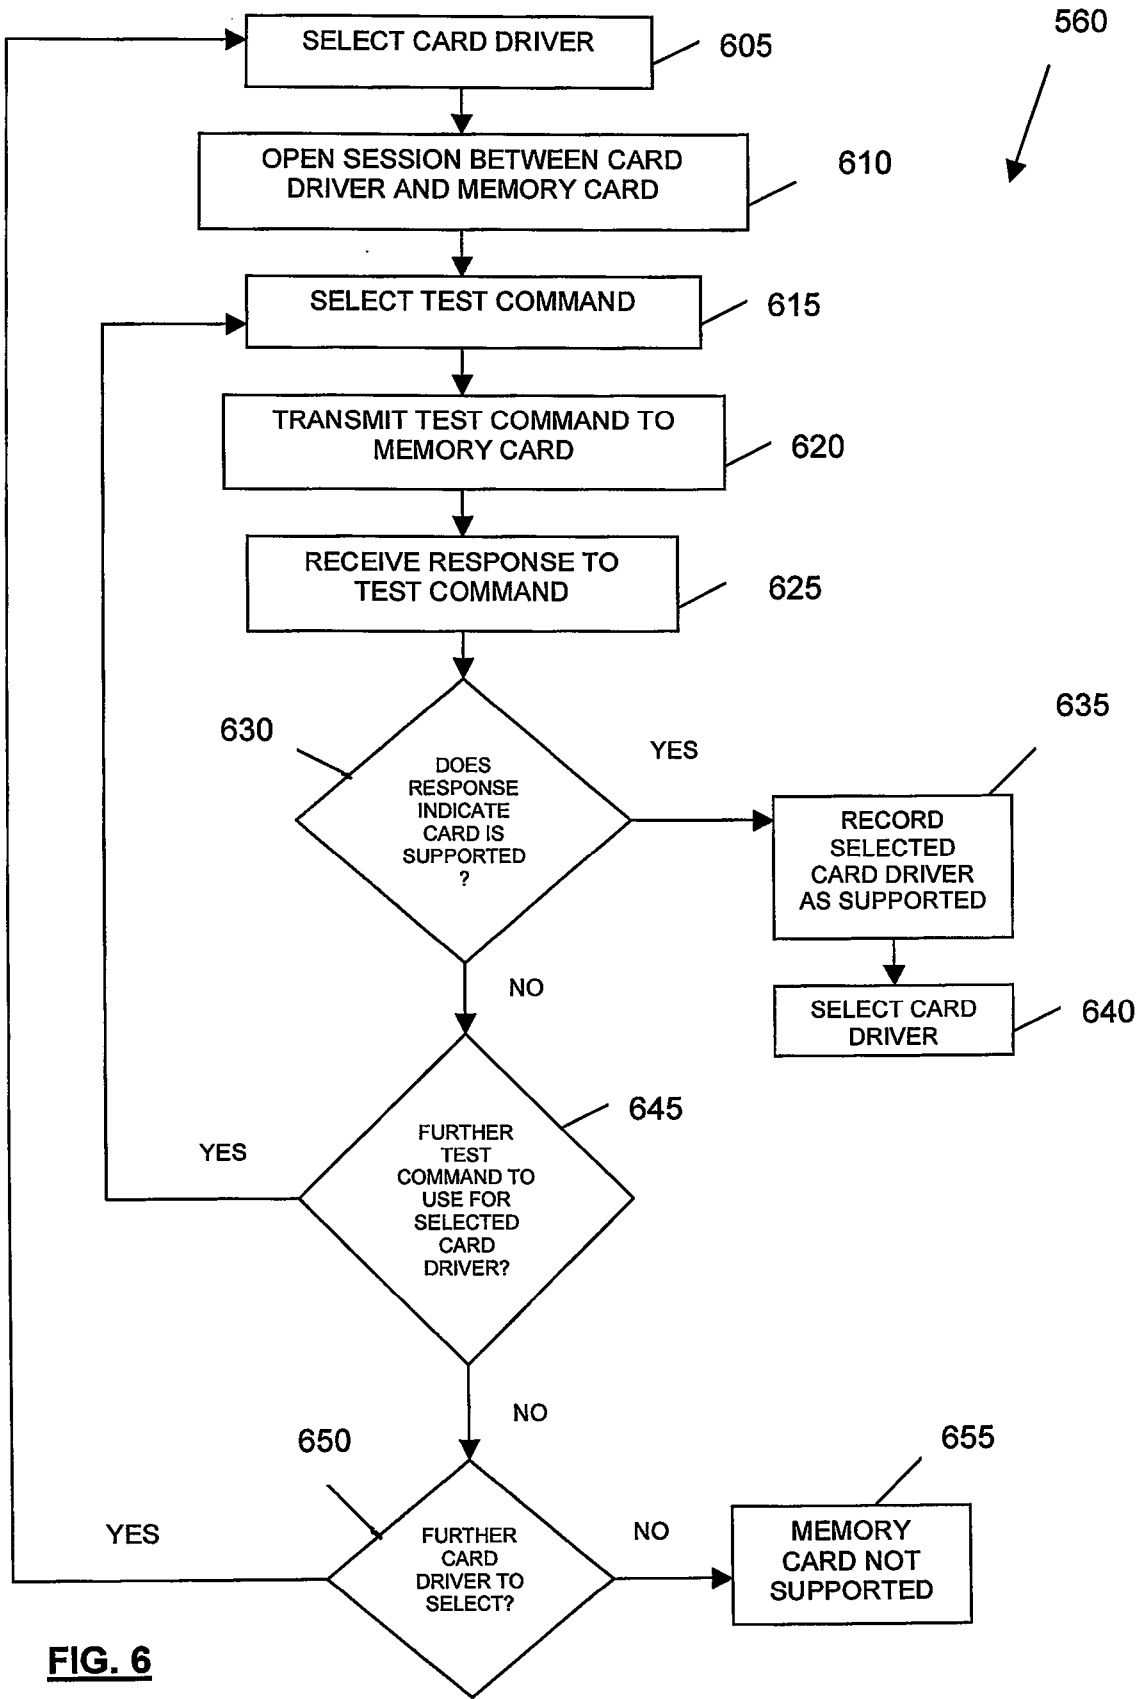 560
SELECT CARD DRIVER
605
OPEN SESSION BETWEEN CARD
DRIVER AND MEMORY CARD
610
SELECT TEST COMMAND
615
TRANSMIT TEST COMMAND TO
MEMORY CARD
620
RECEIVE RESPONSE TO
TEST COMMAND
625
630
DOES
RESPONSE
INDICATE
CARD IS
SUPPORTED
?
YES
635
RECORD
SELECTED
CARD DRIVER
AS SUPPORTED
NO
SELECT CARD
DRIVER
640
645
FURTHER
TEST
COMMAND TO
USE FOR
SELECTED
CARD
DRIVER?
YES
NO
650
FURTHER
CARD
DRIVER TO
SELECT?
YES
NO
655
MEMORY
CARD NOT
SUPPORTED
FIG. 6